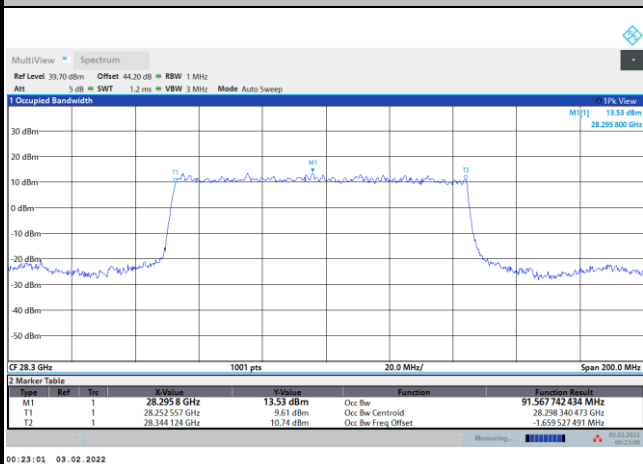 MultiView Spectrum
Ref Level 39.70 dBm Offset 44.20 dB RBW 1 MHz
Att 5 dB SWT 1.2 ms VBW 3 MHz Mode Auto Sweep
1 Occupied Bandwidth 1Pk View
M1[1] 13.53 dBm
28.295 800 GHz
30 dBm
20 dBm
M1
T1
T2
10 dBm
0 dBm
-10 dBm
-20 dBm
-30 dBm
-40 dBm
-50 dBm
CF 28.3 GHz 1001 pts 20.0 MHz/ Span 200.0 MHz
2 Marker Table
Type Ref Trc X-Value Y-Value Function Function Result
M1 1 28.295 8 GHz 13.53 dBm Occ Bw 91.567 742 434 MHz
T1 1 28.252 557 GHz 9.61 dBm Occ Bw Centroid 28.298 340 473 GHz
T2 1 28.344 124 GHz 10.74 dBm Occ Bw Freq Offset -1.659 527 491 MHz
Measuring... 03.02.2022
00:23:00
00:23:01 03.02.2022